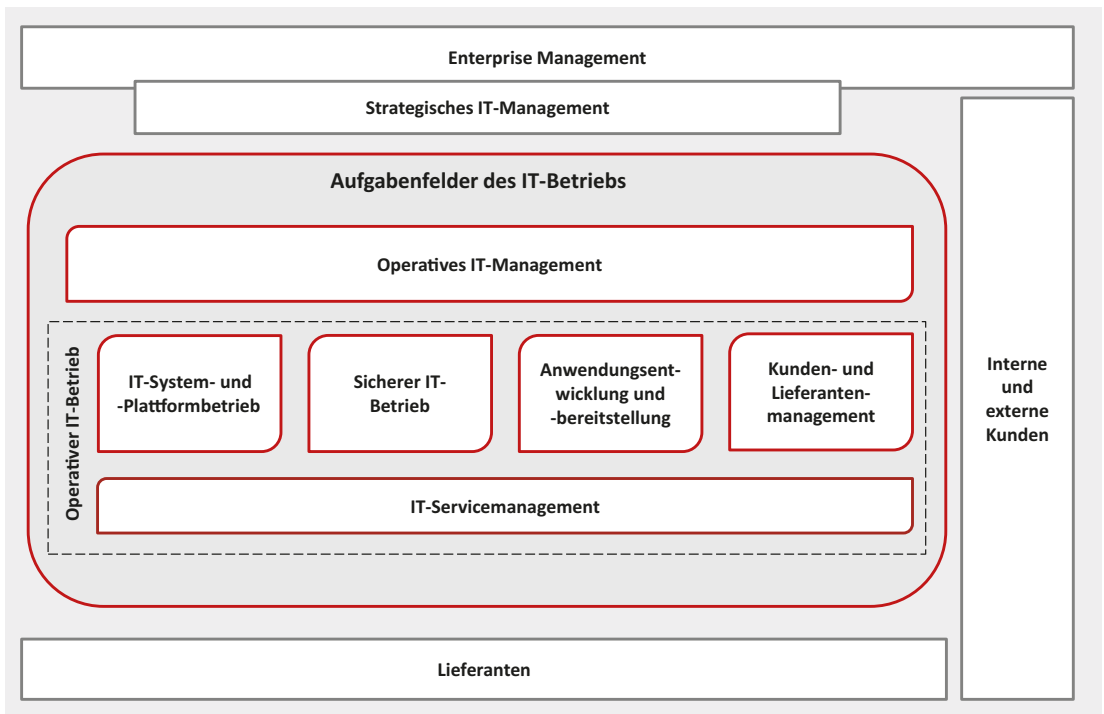 Enterprise Management
Strategisches IT-Management
Aufgabenfelder des IT-Betriebs
Operatives IT-Management
Operativer IT-Betrieb
IT-System- und
-Plattformbetrieb
Sicherer IT-
Betrieb
Anwendungsent-
wicklung und
-bereitstellung
Kunden- und
Lieferanten-
management
IT-Servicemanagement
Interne
und
externe
Kunden
Lieferanten